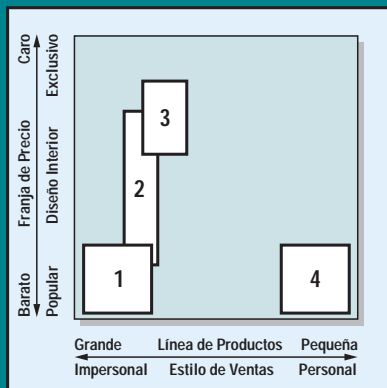 Caro
Exclusivo
Franja de Precio
Diseño Interior
Barato
Popular
3
2
1
4
Grande Línea de Productos Pequeña
Impersonal Estilo de Ventas Personal